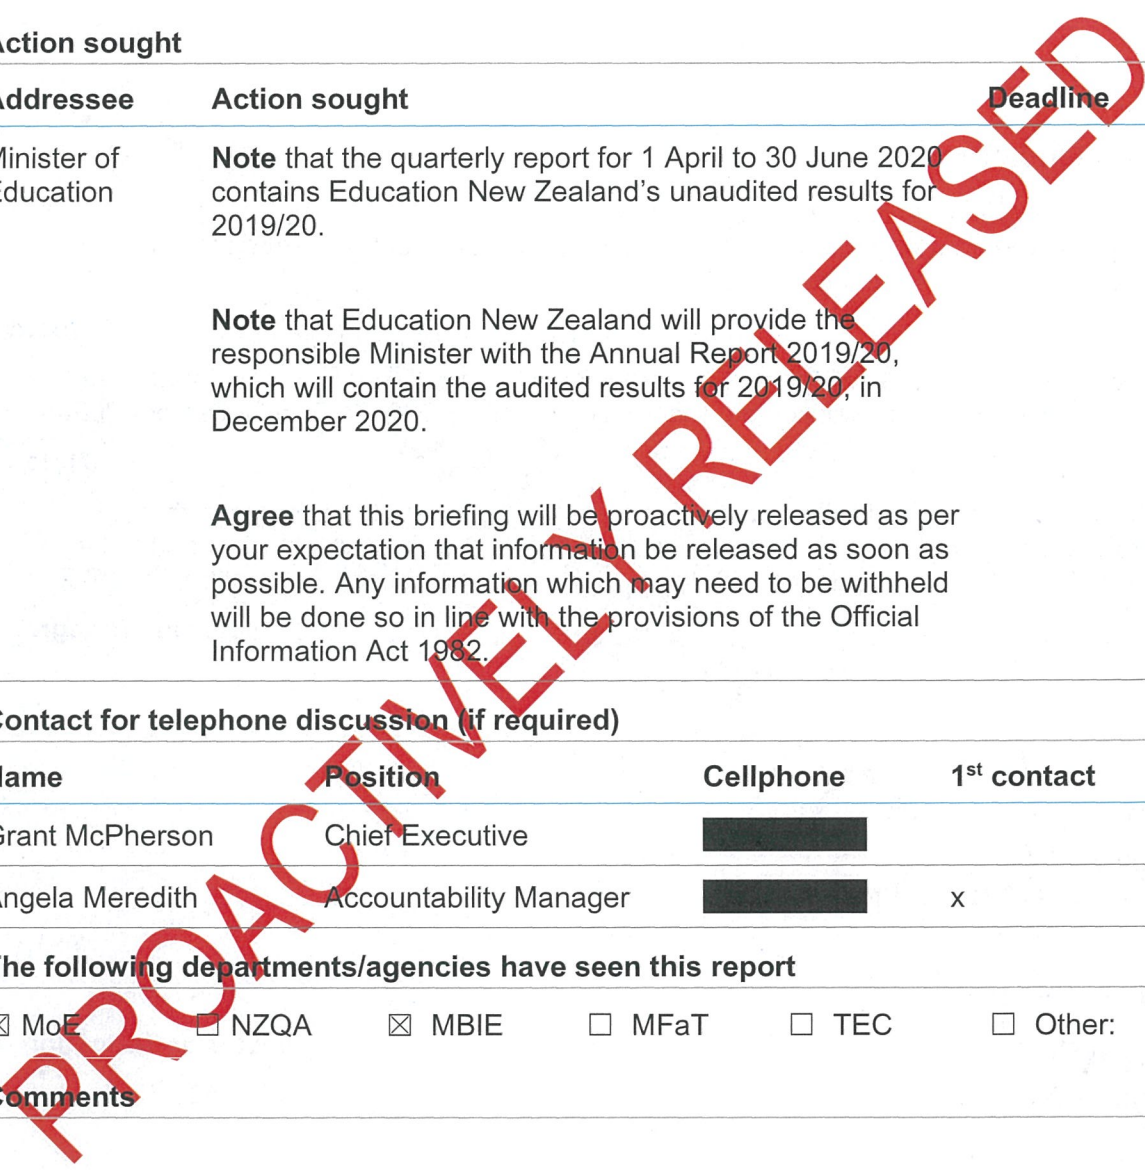 Action sought
Addressee Action sought Deadline
Minister of Note that the quarterly report for 1 April to 30 June 2020
Education contains Education New Zealand's unaudited results for
2019/20.
Note that Education New Zealand will provide the
responsible Minister with the Annual Report 2019/20,
which will contain the audited results for 2019/20, in
December 2020.
Agree that this briefing will be proactively released as per
your expectation that information be released as soon as
possible. Any information which may need to be withheld
will be done so in line with the provisions of the Official
Information Act 1982.
Contact for telephone discussion (if required)
Name Position Cellphone 1st contact
Grant McPherson Chief Executive
Angela Meredith Accountability Manager x
The following departments/agencies have seen this report
☒ MoE ☐ NZQA ☒ MBIE ☐ MFaT ☐ TEC ☐ Other:
Comments
PROACTIVELY RELEASED